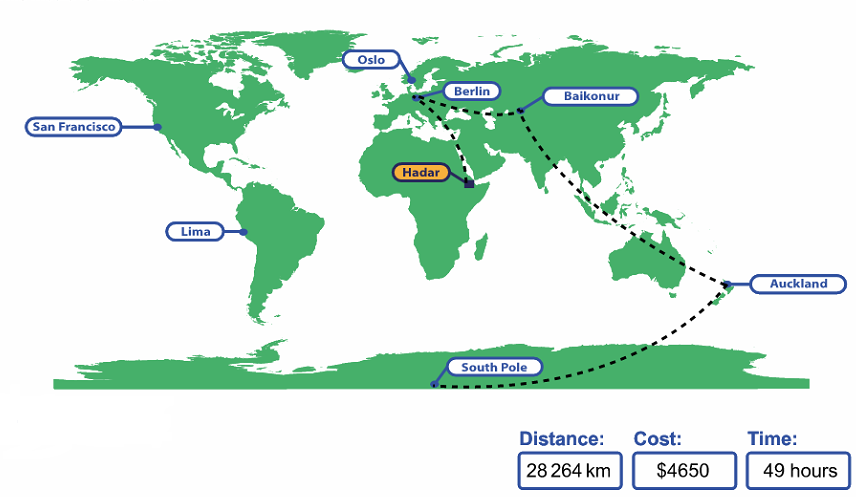 Oslo
Berlin
Baikonur
San Francisco
Hadar
Lima
Auckland
South Pole
Distance: Cost: Time:
28 264 km $4650 49 hours